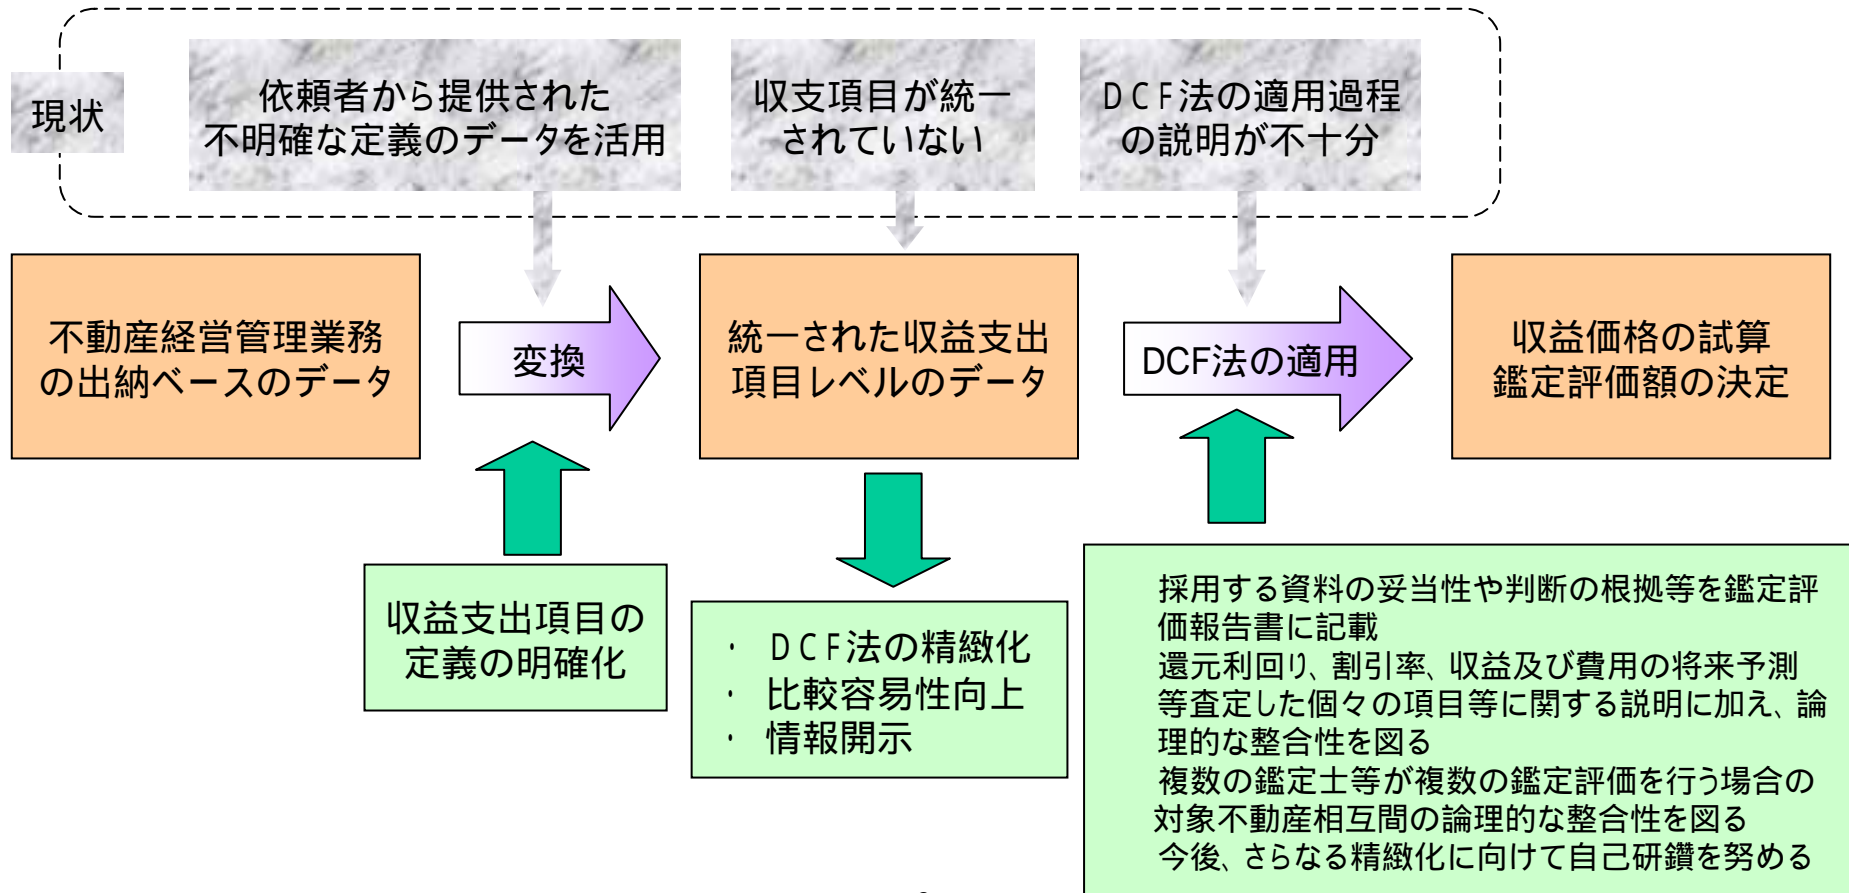 現状
依頼者から提供された
不明確な定義のデータを活用
収支項目が統一
されていない
DCF法の適用過程
の説明が不十分
不動産経営管理業務
の出納ベースのデータ
変換
統一された収益支出
項目レベルのデータ
DCF法の適用
収益価格の試算
鑑定評価額の決定
収益支出項目の
定義の明確化
・ DCF法の精緻化
・ 比較容易性向上
・ 情報開示
採用する資料の妥当性や判断の根拠等を鑑定評
価報告書に記載
還元利回り、割引率、収益及び費用の将来予測
等査定した個々の項目等に関する説明に加え、論
理的な整合性を図る
複数の鑑定士等が複数の鑑定評価を行う場合の
対象不動産相互間の論理的な整合性を図る
今後、さらなる精緻化に向けて自己研鑽を努める